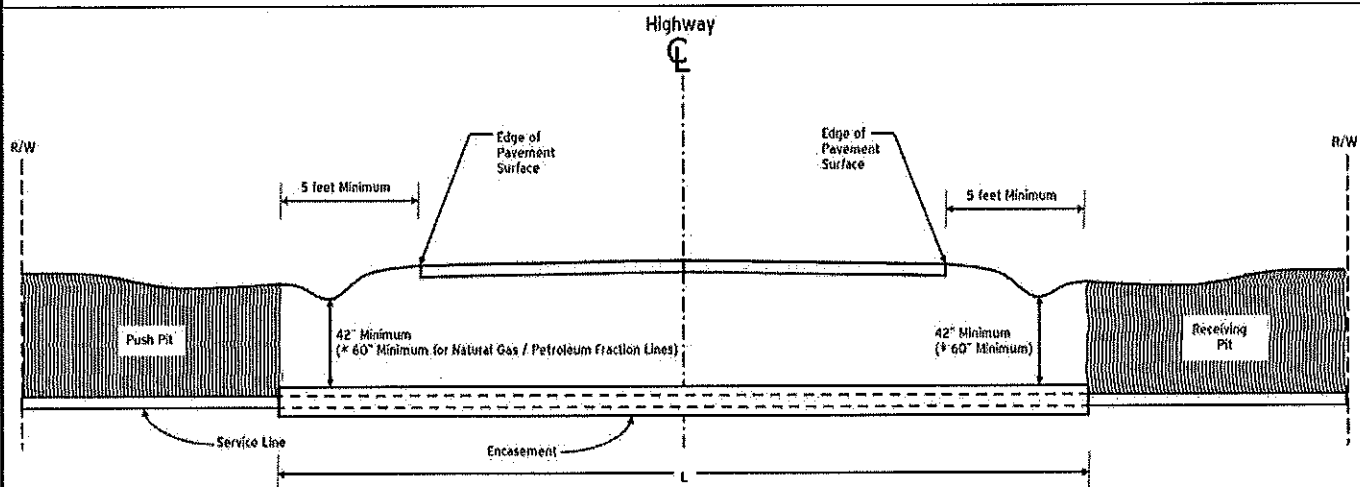 Highway
CL
R/W
R/W
Edge of
Pavement
Surface
Edge of
Pavement
Surface
5 feet Minimum
5 feet Minimum
Push Pit
42" Minimum
(* 60" Minimum for Natural Gas / Petroleum Fraction Lines)
42" Minimum
(* 60" Minimum)
Receiving
Pit
Service Line
Encasement
L